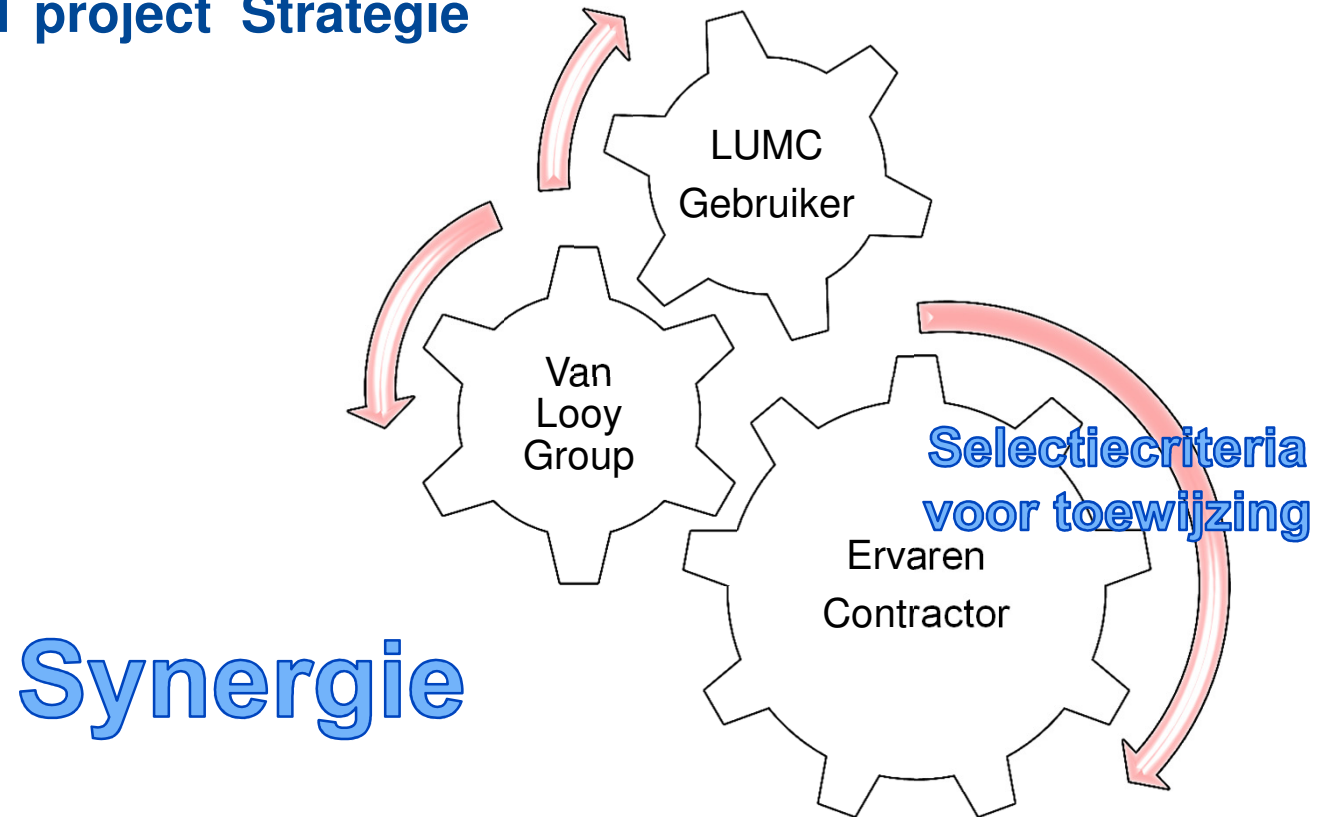 project Strategie
LUMC
Gebruiker
Van
Looy
Group
Selectiecriteria
voor toewijzing
Ervaren
Contractor
Synergie